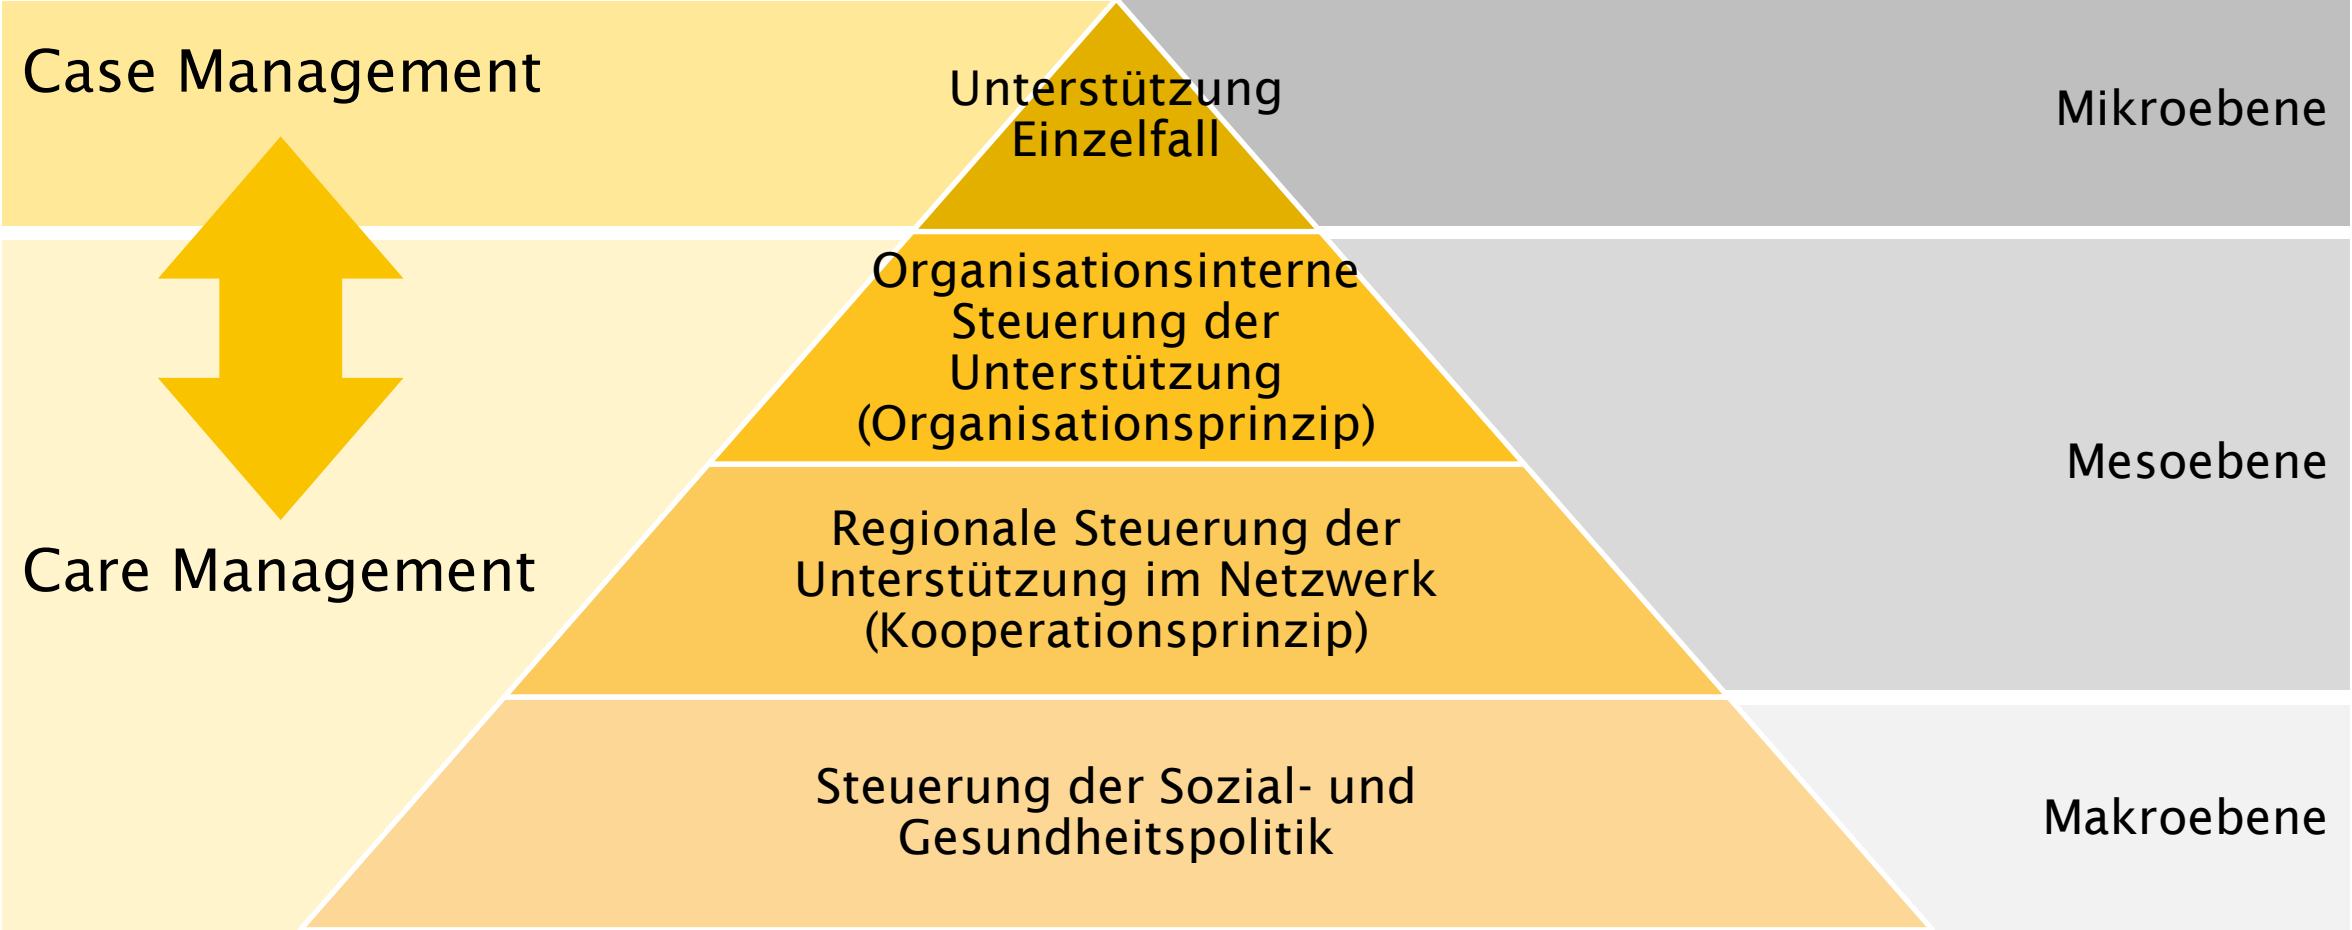 Case Management
Unterstützung
Einzelfall
Mikroebene
Organisationsinterne
Steuerung der
Unterstützung
(Organisationsprinzip)
Mesoebene
Care Management
Regionale Steuerung der
Unterstützung im Netzwerk
(Kooperationsprinzip)
Steuerung der Sozial- und
Gesundheitspolitik
Makroebene